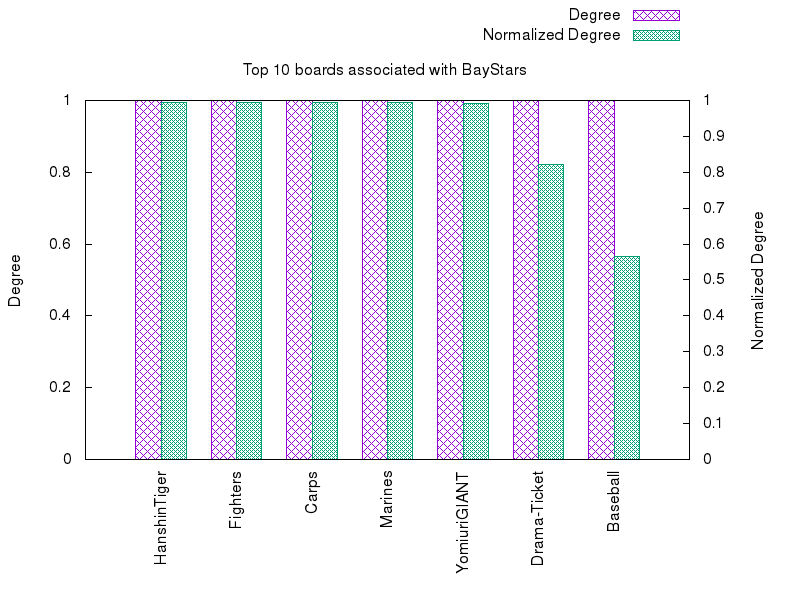 Degree
Normalized Degree
Top 10 boards associated with BayStars
1 1
0.9
0.8 0.8
0.7
0.6 0.6
0.5
0.4 0.4
0.3
0.2 0.2
0.1
0 0
Degree
Normalized Degree
HanshinTiger
Fighters
Carps
Marines
YomiuriGIANT
Drama-Ticket
Baseball